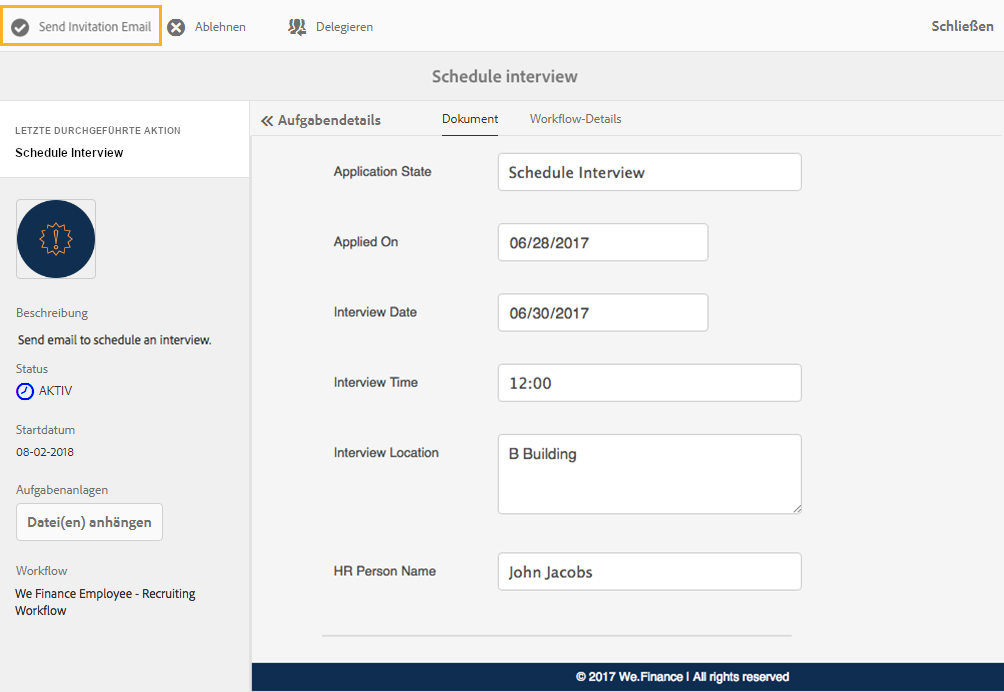 Send Invitation Email
Ablehnen
Delegieren
Schließen
Schedule interview
LETZTE DURCHGEFÜHRTE AKTION
Schedule Interview
Beschreibung
Send email to schedule an interview.
Status
AKTIV
Startdatum
08-02-2018
Aufgabenanlagen
Datei(en) anhängen
Workflow
We Finance Employee - Recruiting
Workflow
Aufgabendetails
Dokument
Workflow-Details
Application State
Schedule Interview
Applied On
06/28/2017
Interview Date
06/30/2017
Interview Time
12:00
Interview Location
B Building
HR Person Name
John Jacobs
© 2017 We.Finance | All rights reserved